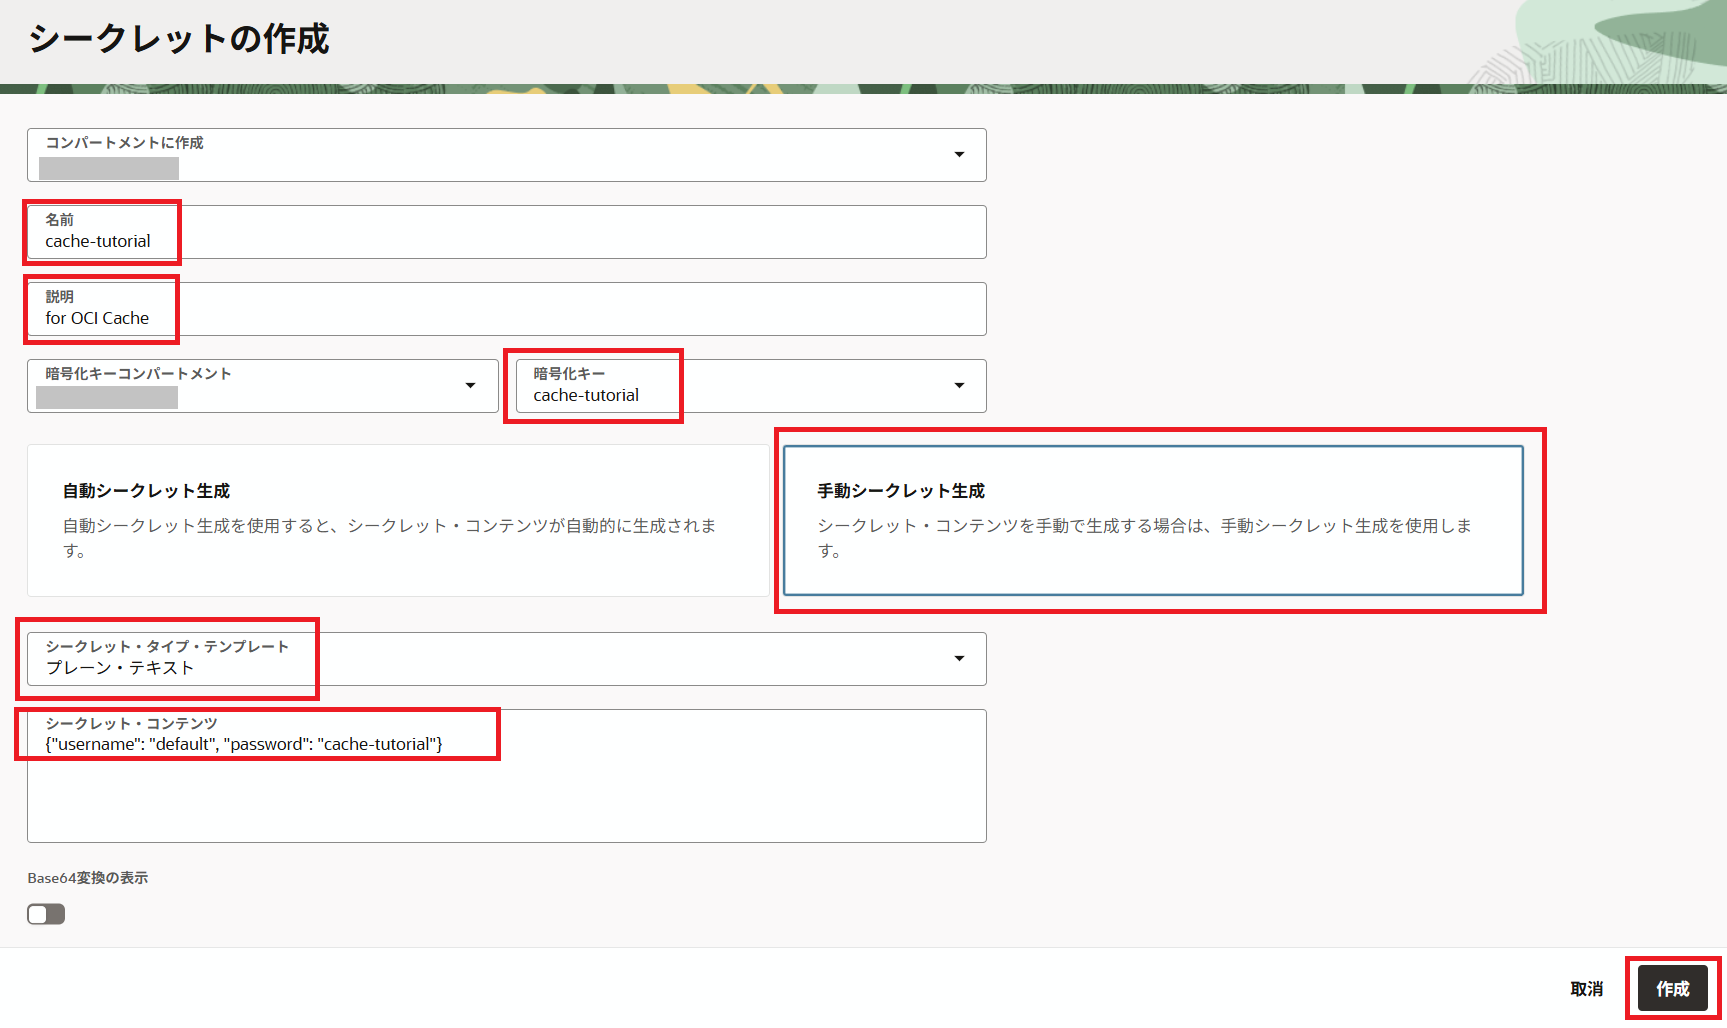 シークレットの作成
コンパートメントに作成
名前
cache-tutorial
説明
for OCI Cache
暗号化キーコンパートメント
暗号化キー
cache-tutorial
自動シークレット生成
自動シークレット生成を使用すると、シークレット・コンテンツが自動的に生成されま
す。
手動シークレット生成
シークレット・コンテンツを手動で生成する場合は、手動シークレット生成を使用しま
す。
シークレット・タイプ・テンプレート
プレーン・テキスト
シークレット・コンテンツ
{"username": "default", "password": "cache-tutorial"}
Base64変換の表示
取消
作成